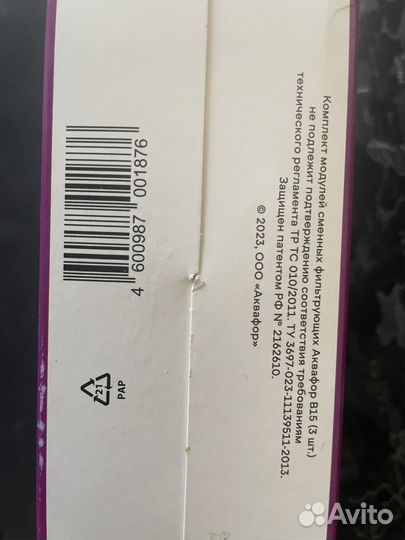 Комплект модулей сменных фильтрующих Аквафор В15 (3 шт.)
не подлежит подтверждению соответствия требованиям
технического регламента ТР ТС 010/2011. ТУ 3697-023-11139511-2013.
Защищен патентом РФ № 2162610.
© 2023, ООО «Аквафор»
4 600987 001876
21
PAP
Avito